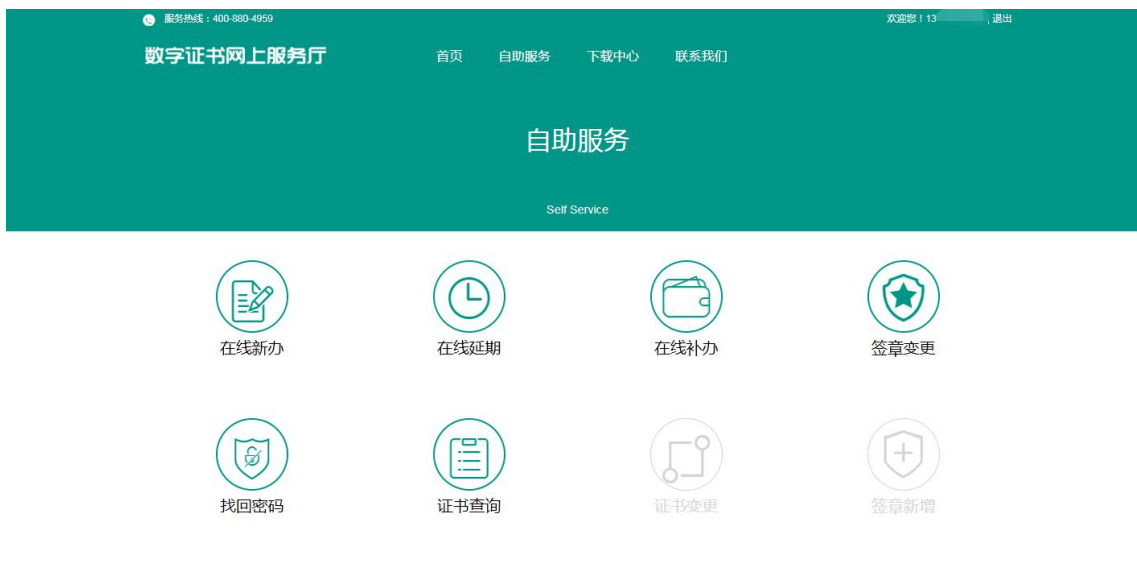 服务热线：400-880-4959
欢迎您！13 , 退出
数字证书网上服务厅
首页 自助服务 下载中心 联系我们
自助服务
Self Service
在线新办 在线延期 在线补办 签章变更
找回密码 证书查询 证书变更 签章新增